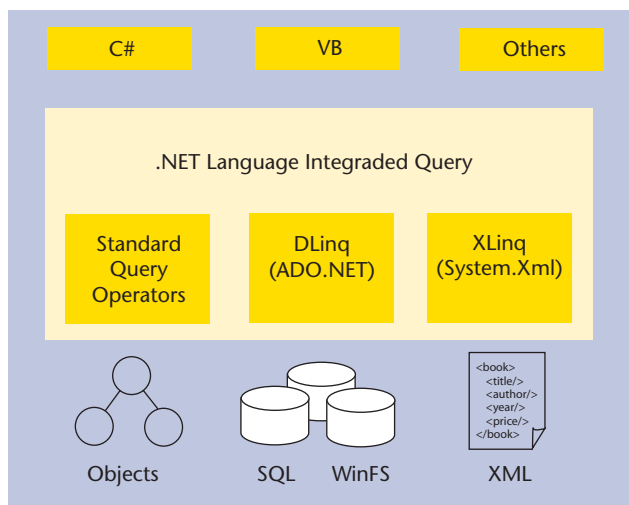 C#
VB
Others
.NET Language Integraded Query
Standard
Query
Operators
DLinq
(ADO.NET)
XLinq
(System.Xml)
<book>
<title/>
<author/>
<year/>
<price/>
</book>
Objects
SQL
WinFS
XML